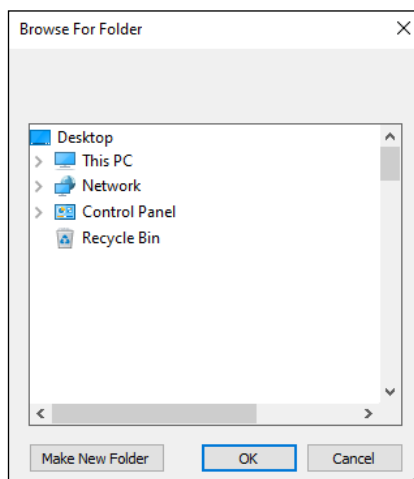 Browse For Folder
Desktop
This PC
Network
Control Panel
Recycle Bin
Make New Folder OK Cancel